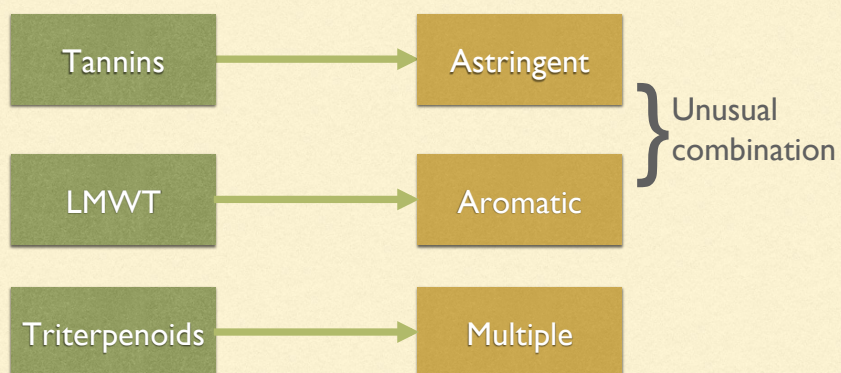 Tannins
Astringent
Unusual
combination
LMWT
Aromatic
Triterpenoids
Multiple